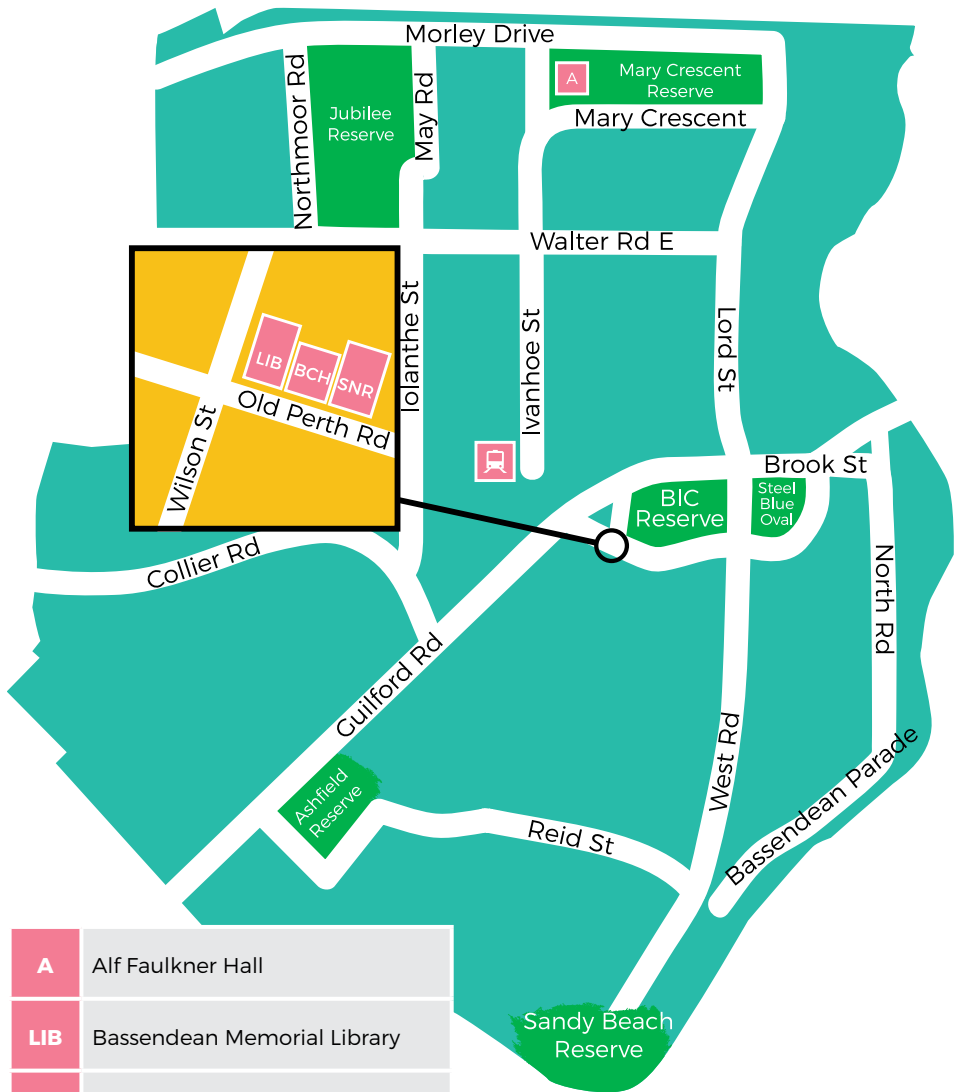 Morley Drive
Northmoor Rd
Jubilee
Reserve
May Rd
A
Mary Crescent
Reserve
Mary Crescent
Walter Rd E
Iolanthe St
Ivanhoe St
Lord St
LIB
BCH
SNR
Old Perth Rd
Wilson St
Brook St
BIC
Reserve
Steel
Blue
Oval
Collier Rd
North Rd
Guilford Rd
West Rd
Bassendean Parade
Ashfield
Reserve
Reid St
Sandy Beach
Reserve
A Alf Faulkner Hall
LIB Bassendean Memorial Library